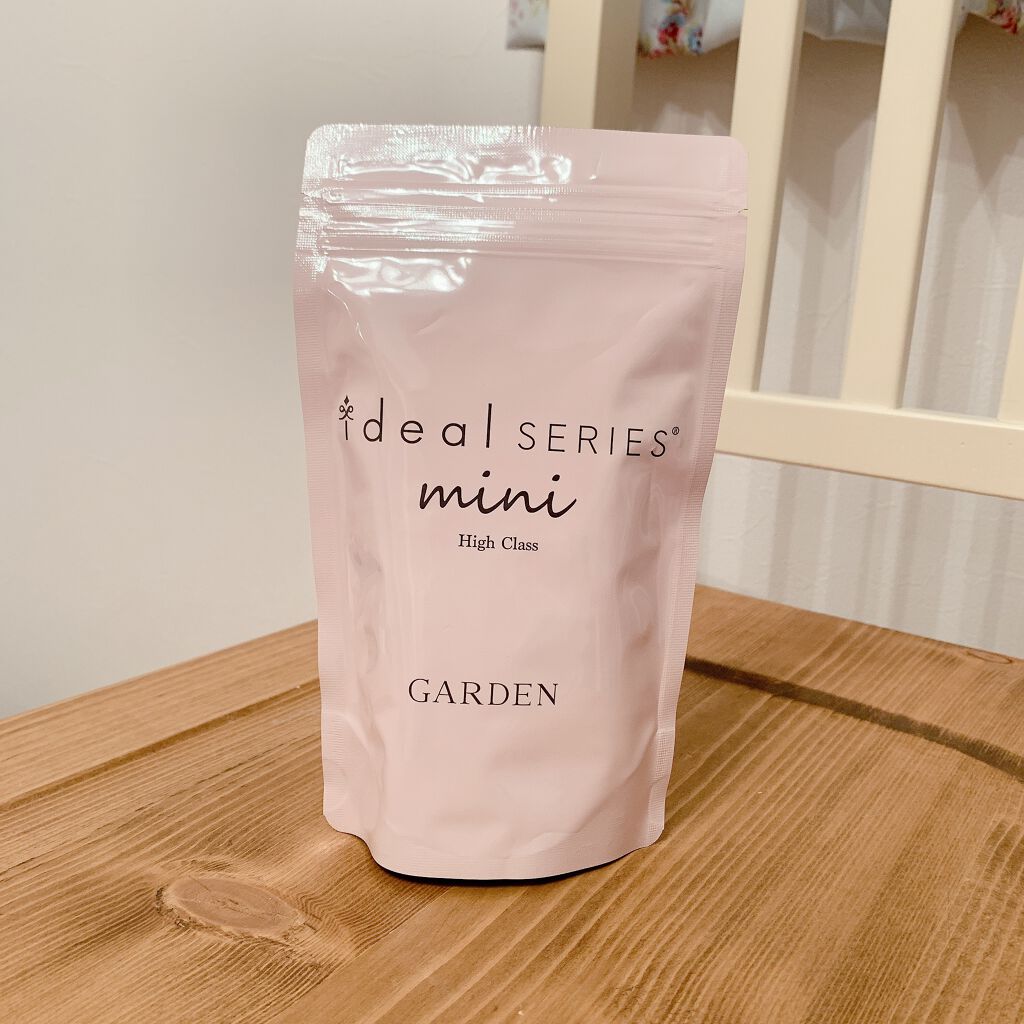 ideal SERIES®
mini
High Class
GARDEN